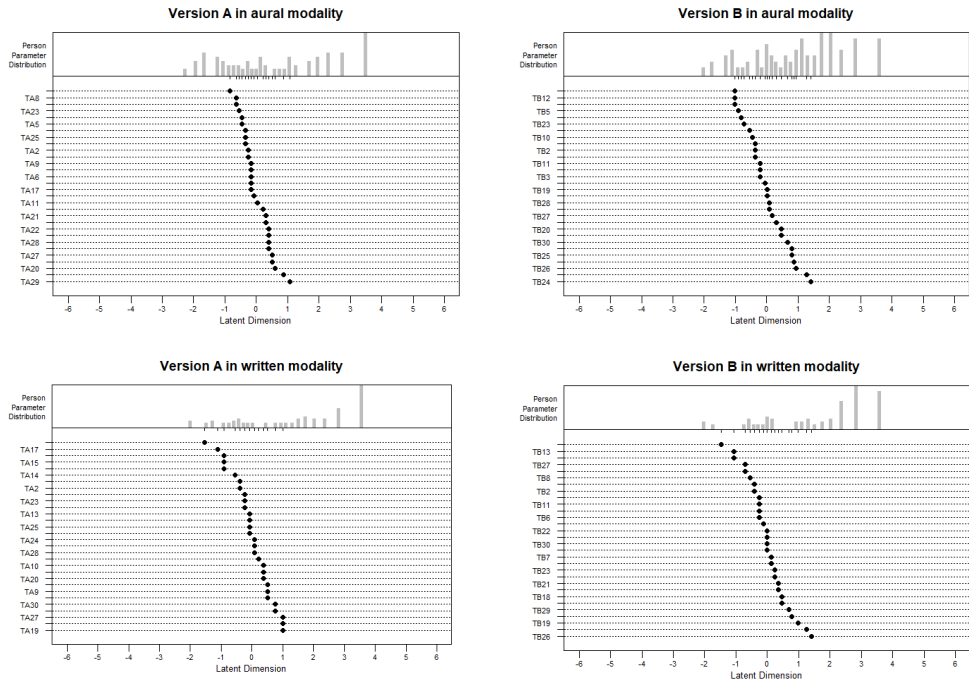 Version A in aural modality
Person
Parameter
Distribution
TA8
TA23
TA5
TA25
TA2
TA9
TA6
TA17
TA11
TA21
TA22
TA28
TA27
TA20
TA29
-6 -5 -4 -3 -2 -1 0 1 2 3 4 5 6
Latent Dimension
Version B in aural modality
Person
Parameter
Distribution
TB12
TB5
TB23
TB10
TB2
TB11
TB3
TB19
TB28
TB27
TB20
TB30
TB25
TB26
TB24
-6 -5 -4 -3 -2 -1 0 1 2 3 4 5 6
Latent Dimension
Version A in written modality
Person
Parameter
Distribution
TA17
TA15
TA14
TA2
TA23
TA13
TA25
TA24
TA28
TA10
TA20
TA9
TA30
TA27
TA19
-6 -5 -4 -3 -2 -1 0 1 2 3 4 5 6
Latent Dimension
Version B in written modality
Person
Parameter
Distribution
TB13
TB27
TB8
TB2
TB11
TB6
TB22
TB30
TB7
TB23
TB21
TB18
TB29
TB19
TB26
-6 -5 -4 -3 -2 -1 0 1 2 3 4 5 6
Latent Dimension